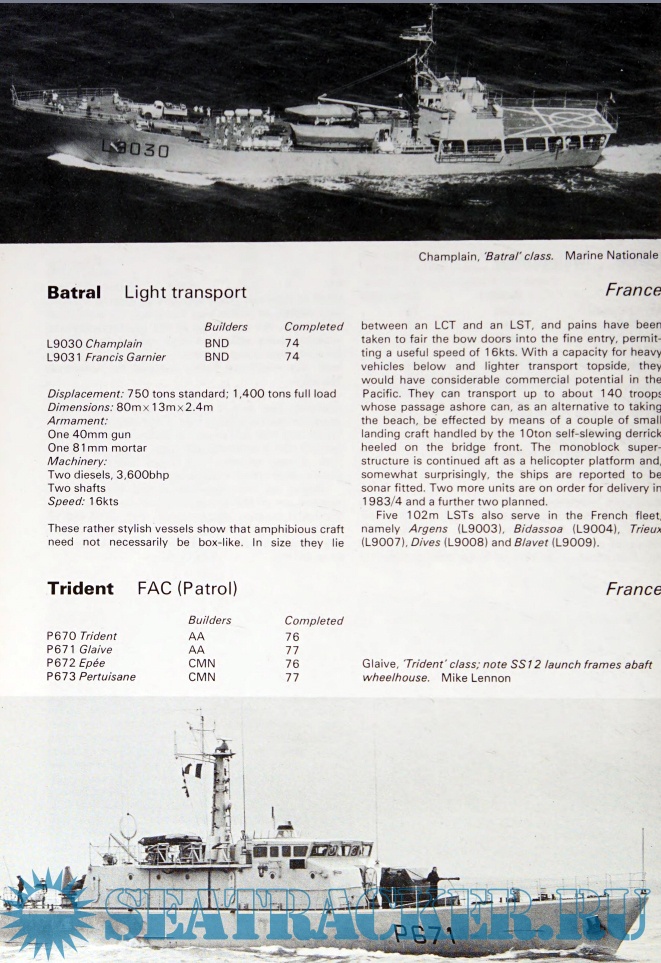 L9030
Champlain, 'Batral' class. Marine Nationale
Batral Light transport France
Builders Completed
L9030 Champlain BND 74
L9031 Francis Garnier BND 74
Displacement: 750 tons standard; 1,400 tons full load
Dimensions: 80m×13m×2.4m
Armament:
One 40mm gun
One 81mm mortar
Machinery:
Two diesels, 3,600bhp
Two shafts
Speed: 16kts
These rather stylish vessels show that amphibious craft
need not necessarily be box-like. In size they lie
between an LCT and an LST, and pains have been
taken to fair the bow doors into the fine entry, permit-
ting a useful speed of 16kts. With a capacity for heavy
vehicles below and lighter transport topside, they
would have considerable commercial potential in the
Pacific. They can transport up to about 140 troops
whose passage ashore can, as an alternative to taking
the beach, be effected by means of a couple of small
landing craft handled by the 10ton self-slewing derrick
heeled on the bridge front. The monoblock super-
structure is continued aft as a helicopter platform and,
somewhat surprisingly, the ships are reported to be
sonar fitted. Two more units are on order for delivery in
1983/4 and a further two planned.
Five 102m LSTs also serve in the French fleet,
namely Argens (L9003), Bidassoa (L9004), Trieux
(L9007), Dives (L9008) and Blavet (L9009).
Trident FAC (Patrol) France
Builders Completed
P670 Trident AA 76
P671 Glaive AA 77
P672 Epée CMN 76
P673 Pertuisane CMN 77
Glaive, 'Trident' class; note SS12 launch frames abaft
wheelhouse. Mike Lennon
P671
SEATRACKER.RU